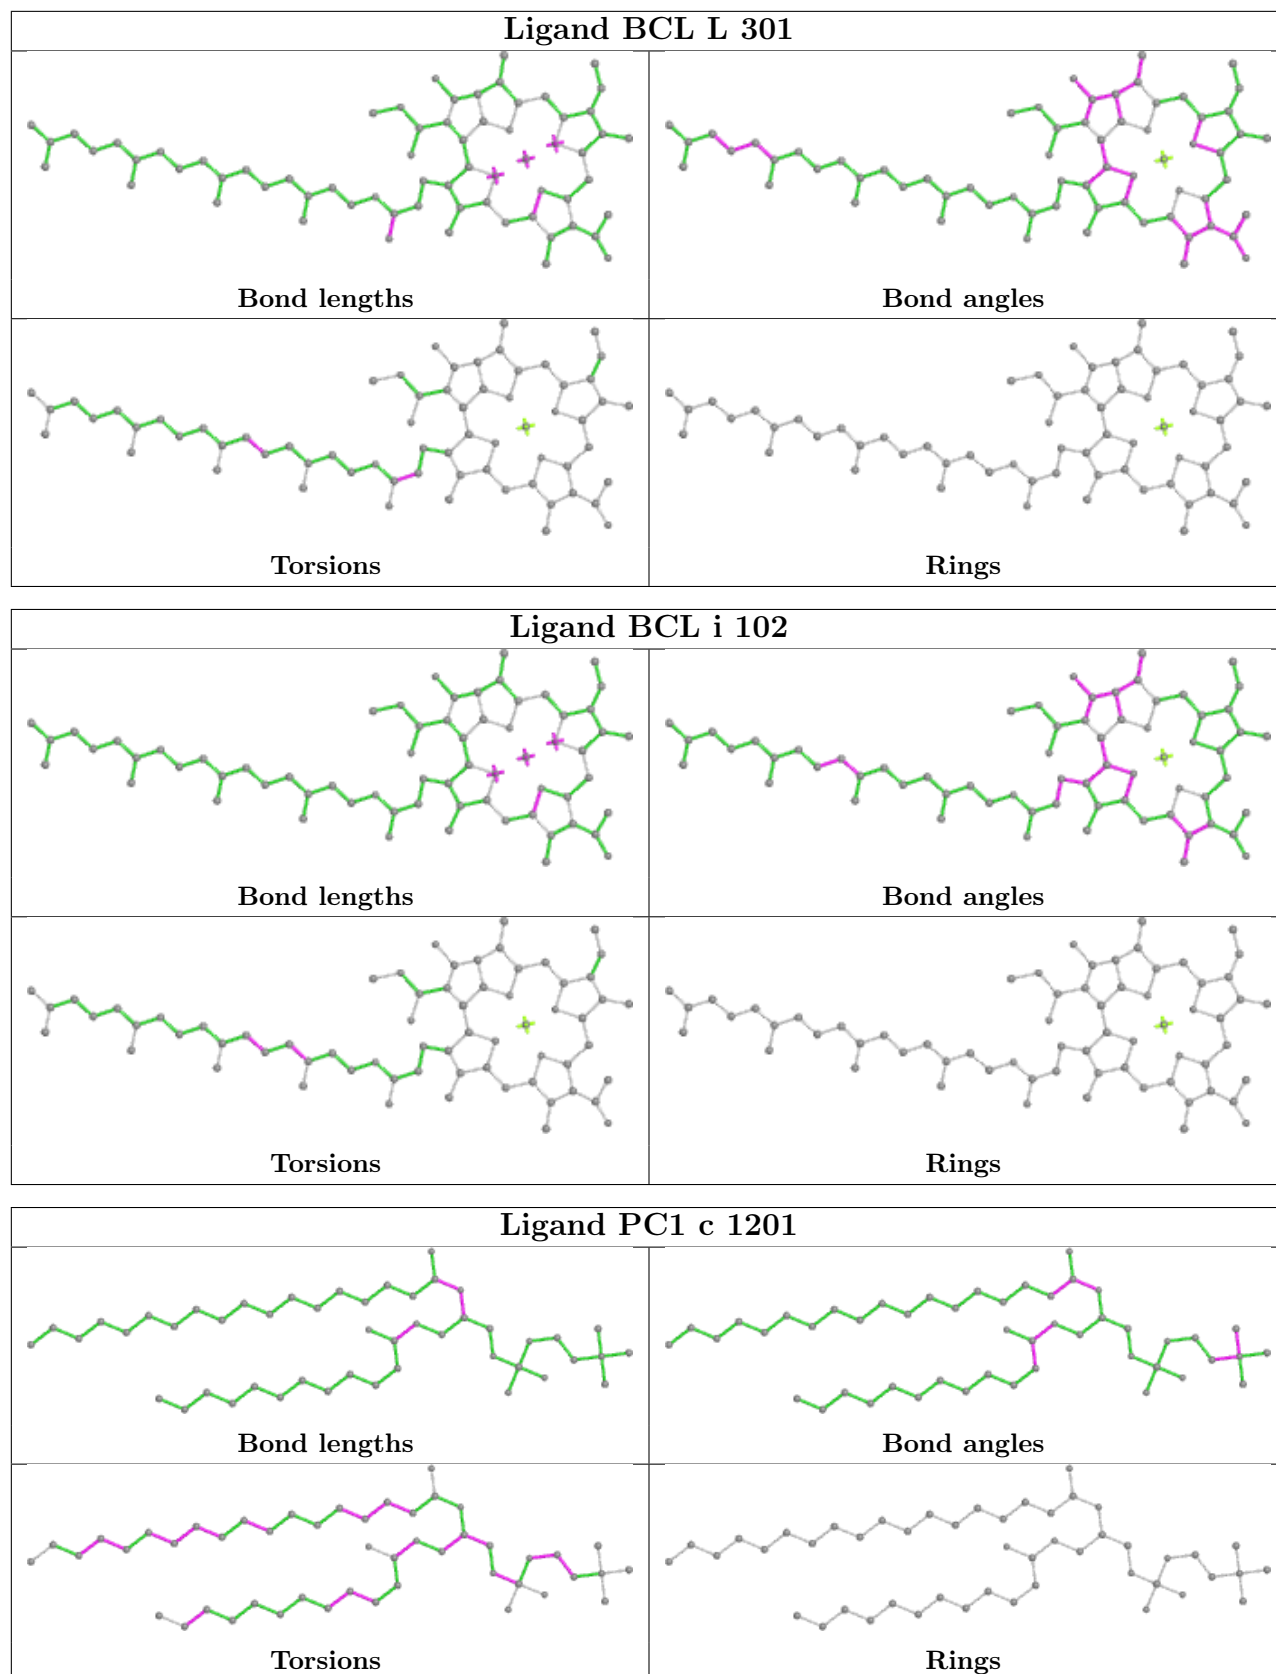 Ligand BCL L 301
Bond lengths
Bond angles
Torsions
Rings
Ligand BCL i 102
Bond lengths
Bond angles
Torsions
Rings
Ligand PC1 c 1201
Bond lengths
Bond angles
Torsions
Rings